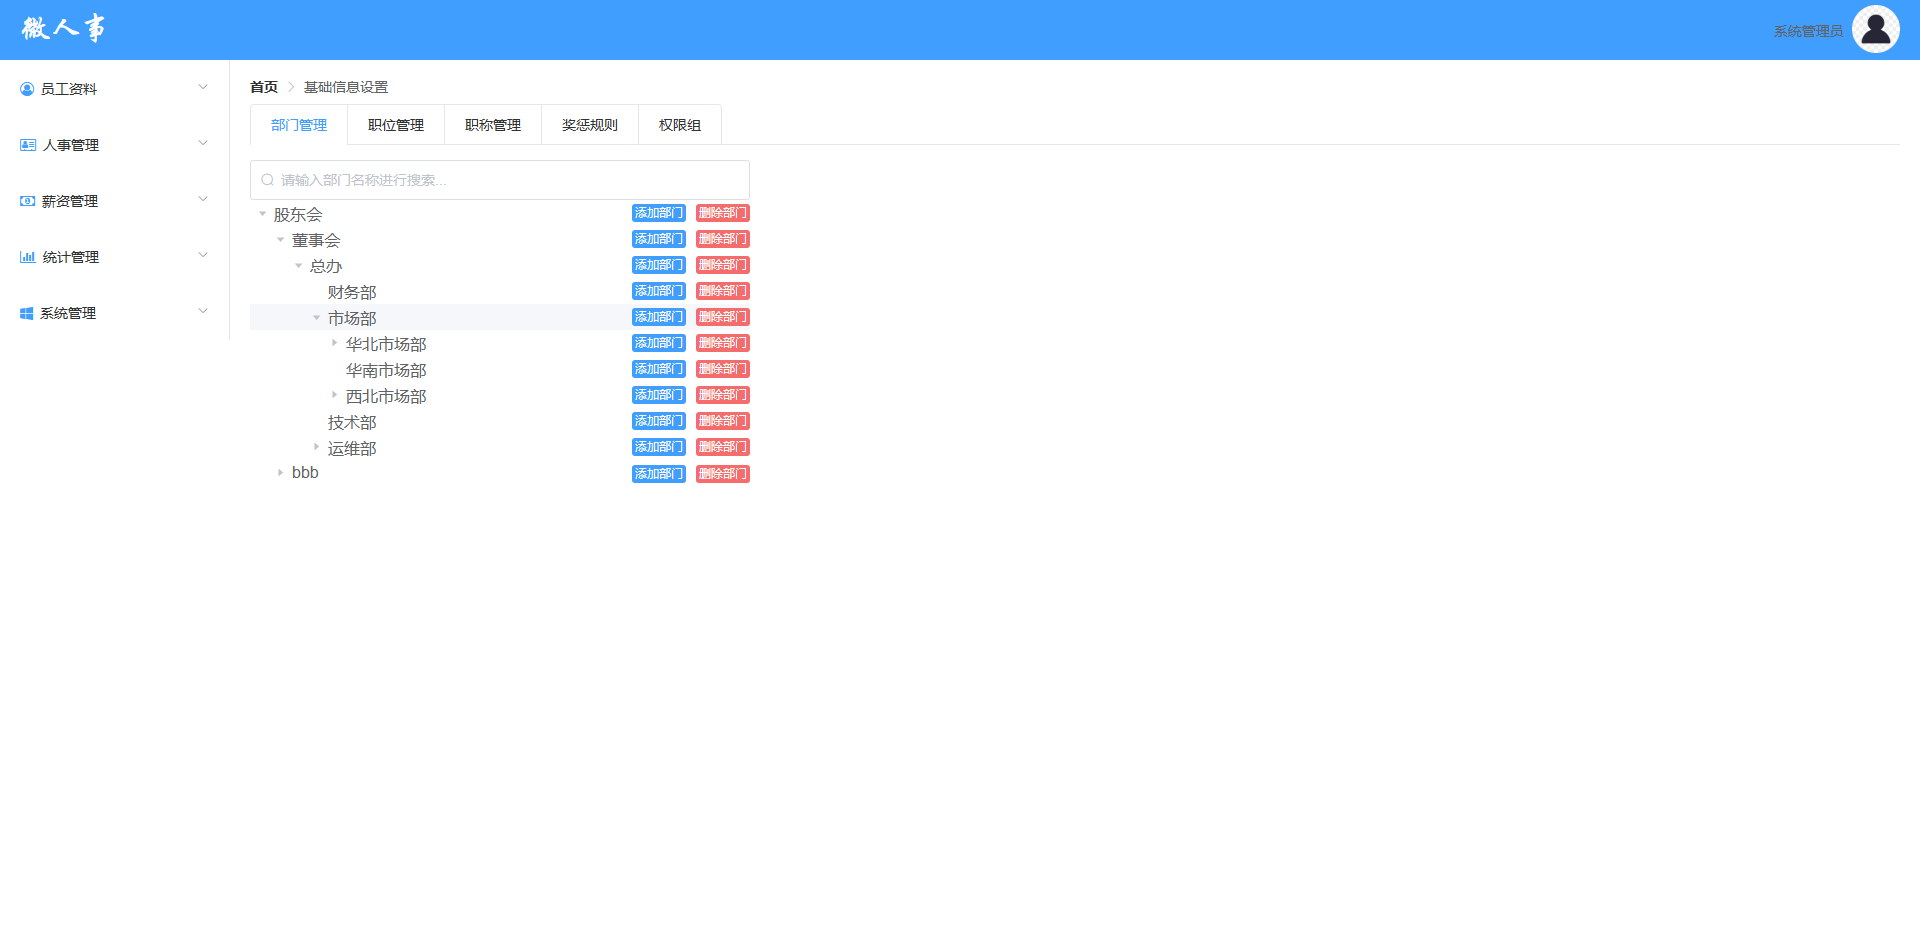 微人事
系统管理员
员工资料
人事管理
薪资管理
统计管理
系统管理
首页 基础信息设置
部门管理 职位管理 职称管理 奖惩规则 权限组
请输入部门名称进行搜索...
股东会 添加部门 删除部门
董事会 添加部门 删除部门
总办 添加部门 删除部门
财务部 添加部门 删除部门
市场部 添加部门 删除部门
华北市场部 添加部门 删除部门
华南市场部 添加部门 删除部门
西北市场部 添加部门 删除部门
技术部 添加部门 删除部门
运维部 添加部门 删除部门
bbb 添加部门 删除部门